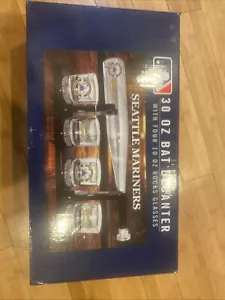 30 OZ BAT DECANTER
WITH FOUR 10 OZ ROCKS GLASSES
SEATTLE MARINERS